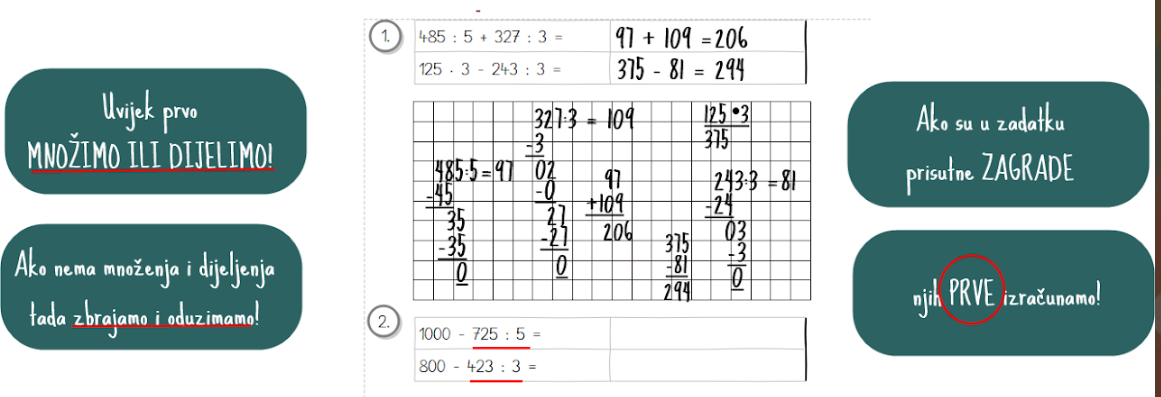 Uvijek prvo
MNOŽIMO ILI DIJELIMO!
Ako nema množenja i dijeljenja
tada zbrajamo i oduzimamo!
1.
485 : 5 + 327 : 3 = 97 + 109 = 206
125 · 3 - 243 : 3 = 375 - 81 = 294
485:5=97
-45
35
-35
0
327:3 = 109
-3
02
-0
27
-27
0
97
+109
206
125•3
375
375
-81
294
243:3 = 81
-24
03
-3
0
2.
1000 - 725 : 5 =
800 - 423 : 3 =
Ako su u zadatku
prisutne ZAGRADE
njih PRVE izračunamo!